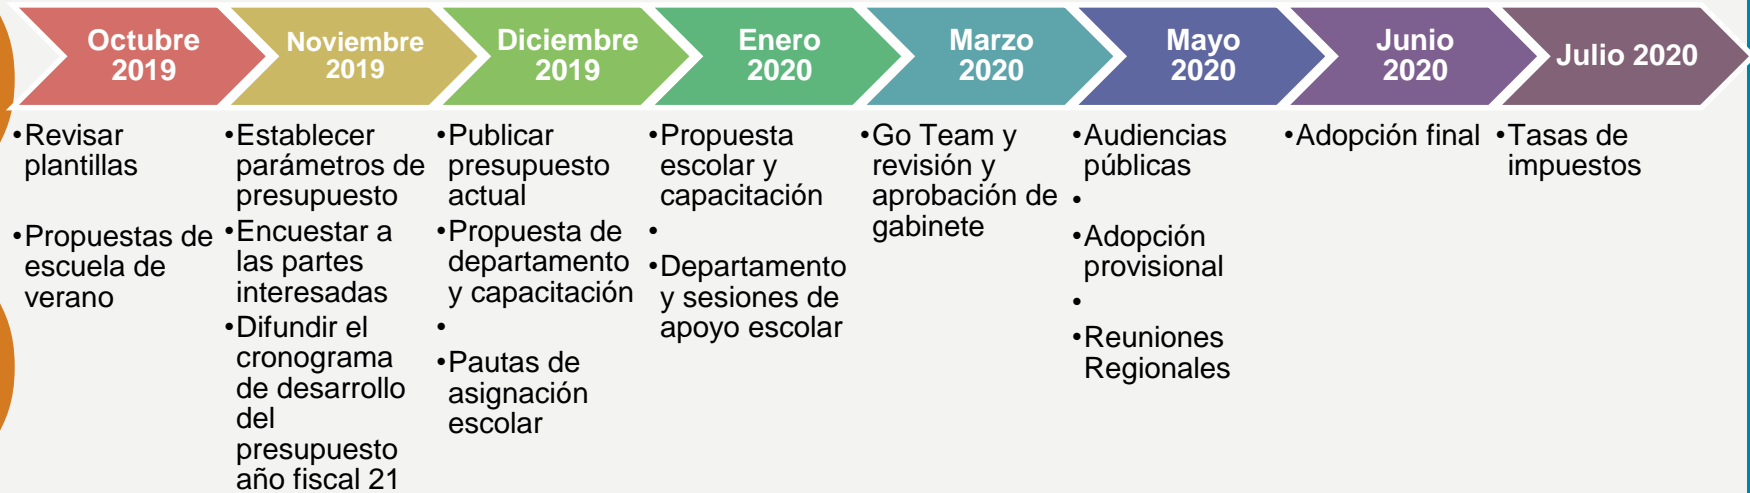 Octubre
2019
Noviembre
2019
Diciembre
2019
Enero
2020
Marzo
2020
Mayo
2020
Junio
2020
Julio 2020
•Revisar
plantillas
•Propuestas de
escuela de
verano
•Establecer
parámetros de
presupuesto
•Encuestar a
las partes
interesadas
•Difundir el
cronograma
de desarrollo
del
presupuesto
año fiscal 21
•Publicar
presupuesto
actual
•Propuesta de
departamento
y capacitación
•
•Pautas de
asignación
escolar
•Propuesta
escolar y
capacitación
•
•Departamento
y sesiones de
apoyo escolar
•Go Team y
revisión y
aprobación de
gabinete
•Audiencias
públicas
•
•Adopción
provisional
•
•Reuniones
Regionales
•Adopción final
•Tasas de
impuestos